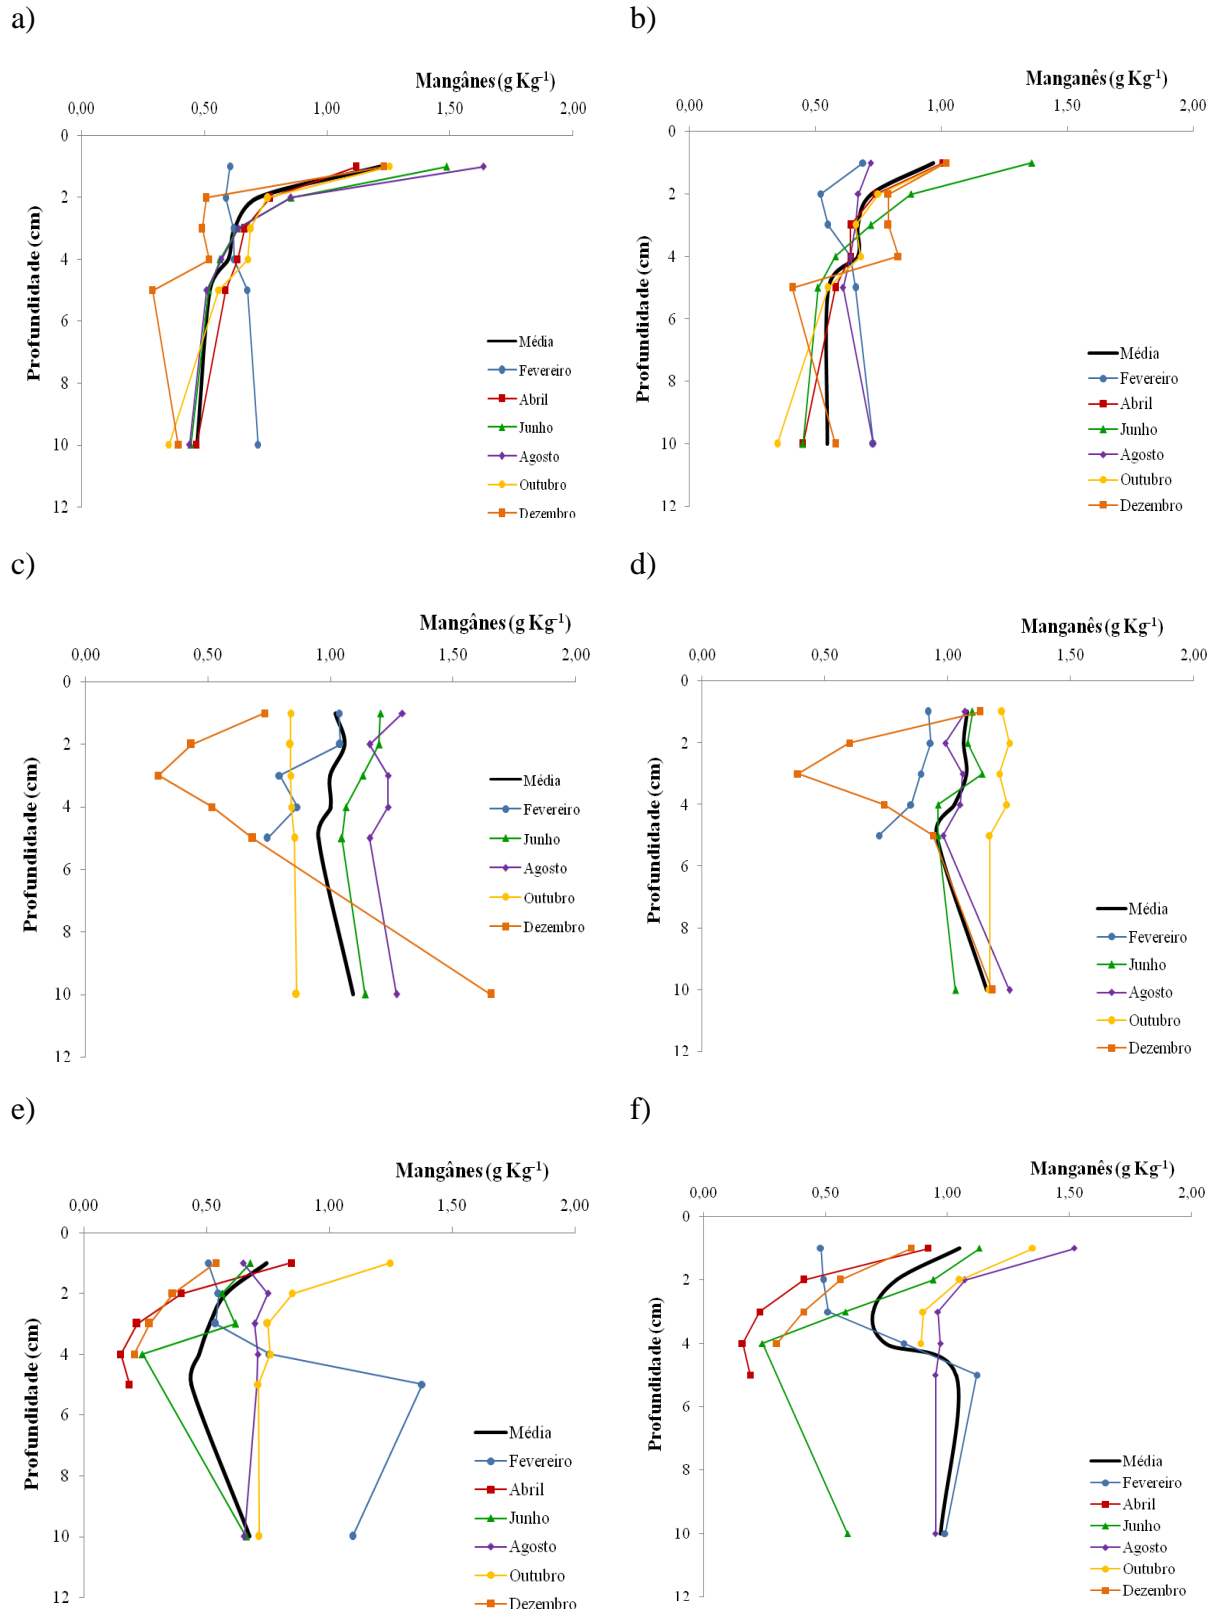 a)
Mangânes (g Kg-1)
0,00 0,50 1,00 1,50 2,00
0
2
4
6
8
10
12
Profundidade (cm)
Média
Fevereiro
Abril
Junho
Agosto
Outubro
Dezembro
b)
Manganês (g Kg-1)
0,00 0,50 1,00 1,50 2,00
0
2
4
6
8
10
12
Profundidade (cm)
Média
Fevereiro
Abril
Junho
Agosto
Outubro
Dezembro
c)
Mangânes (g Kg-1)
0,00 0,50 1,00 1,50 2,00
0
2
4
6
8
10
12
Profundidade (cm)
Média
Fevereiro
Junho
Agosto
Outubro
Dezembro
d)
Manganês (g Kg-1)
0,00 0,50 1,00 1,50 2,00
0
2
4
6
8
10
12
Profundidade (cm)
Média
Fevereiro
Junho
Agosto
Outubro
Dezembro
e)
Mangânes (g Kg-1)
0,00 0,50 1,00 1,50 2,00
0
2
4
6
8
10
12
Profundidade (cm)
Média
Fevereiro
Abril
Junho
Agosto
Outubro
Dezembro
f)
Manganês (g Kg-1)
0,00 0,50 1,00 1,50 2,00
0
2
4
6
8
10
12
Profundidade (cm)
Média
Fevereiro
Abril
Junho
Agosto
Outubro
Dezembro